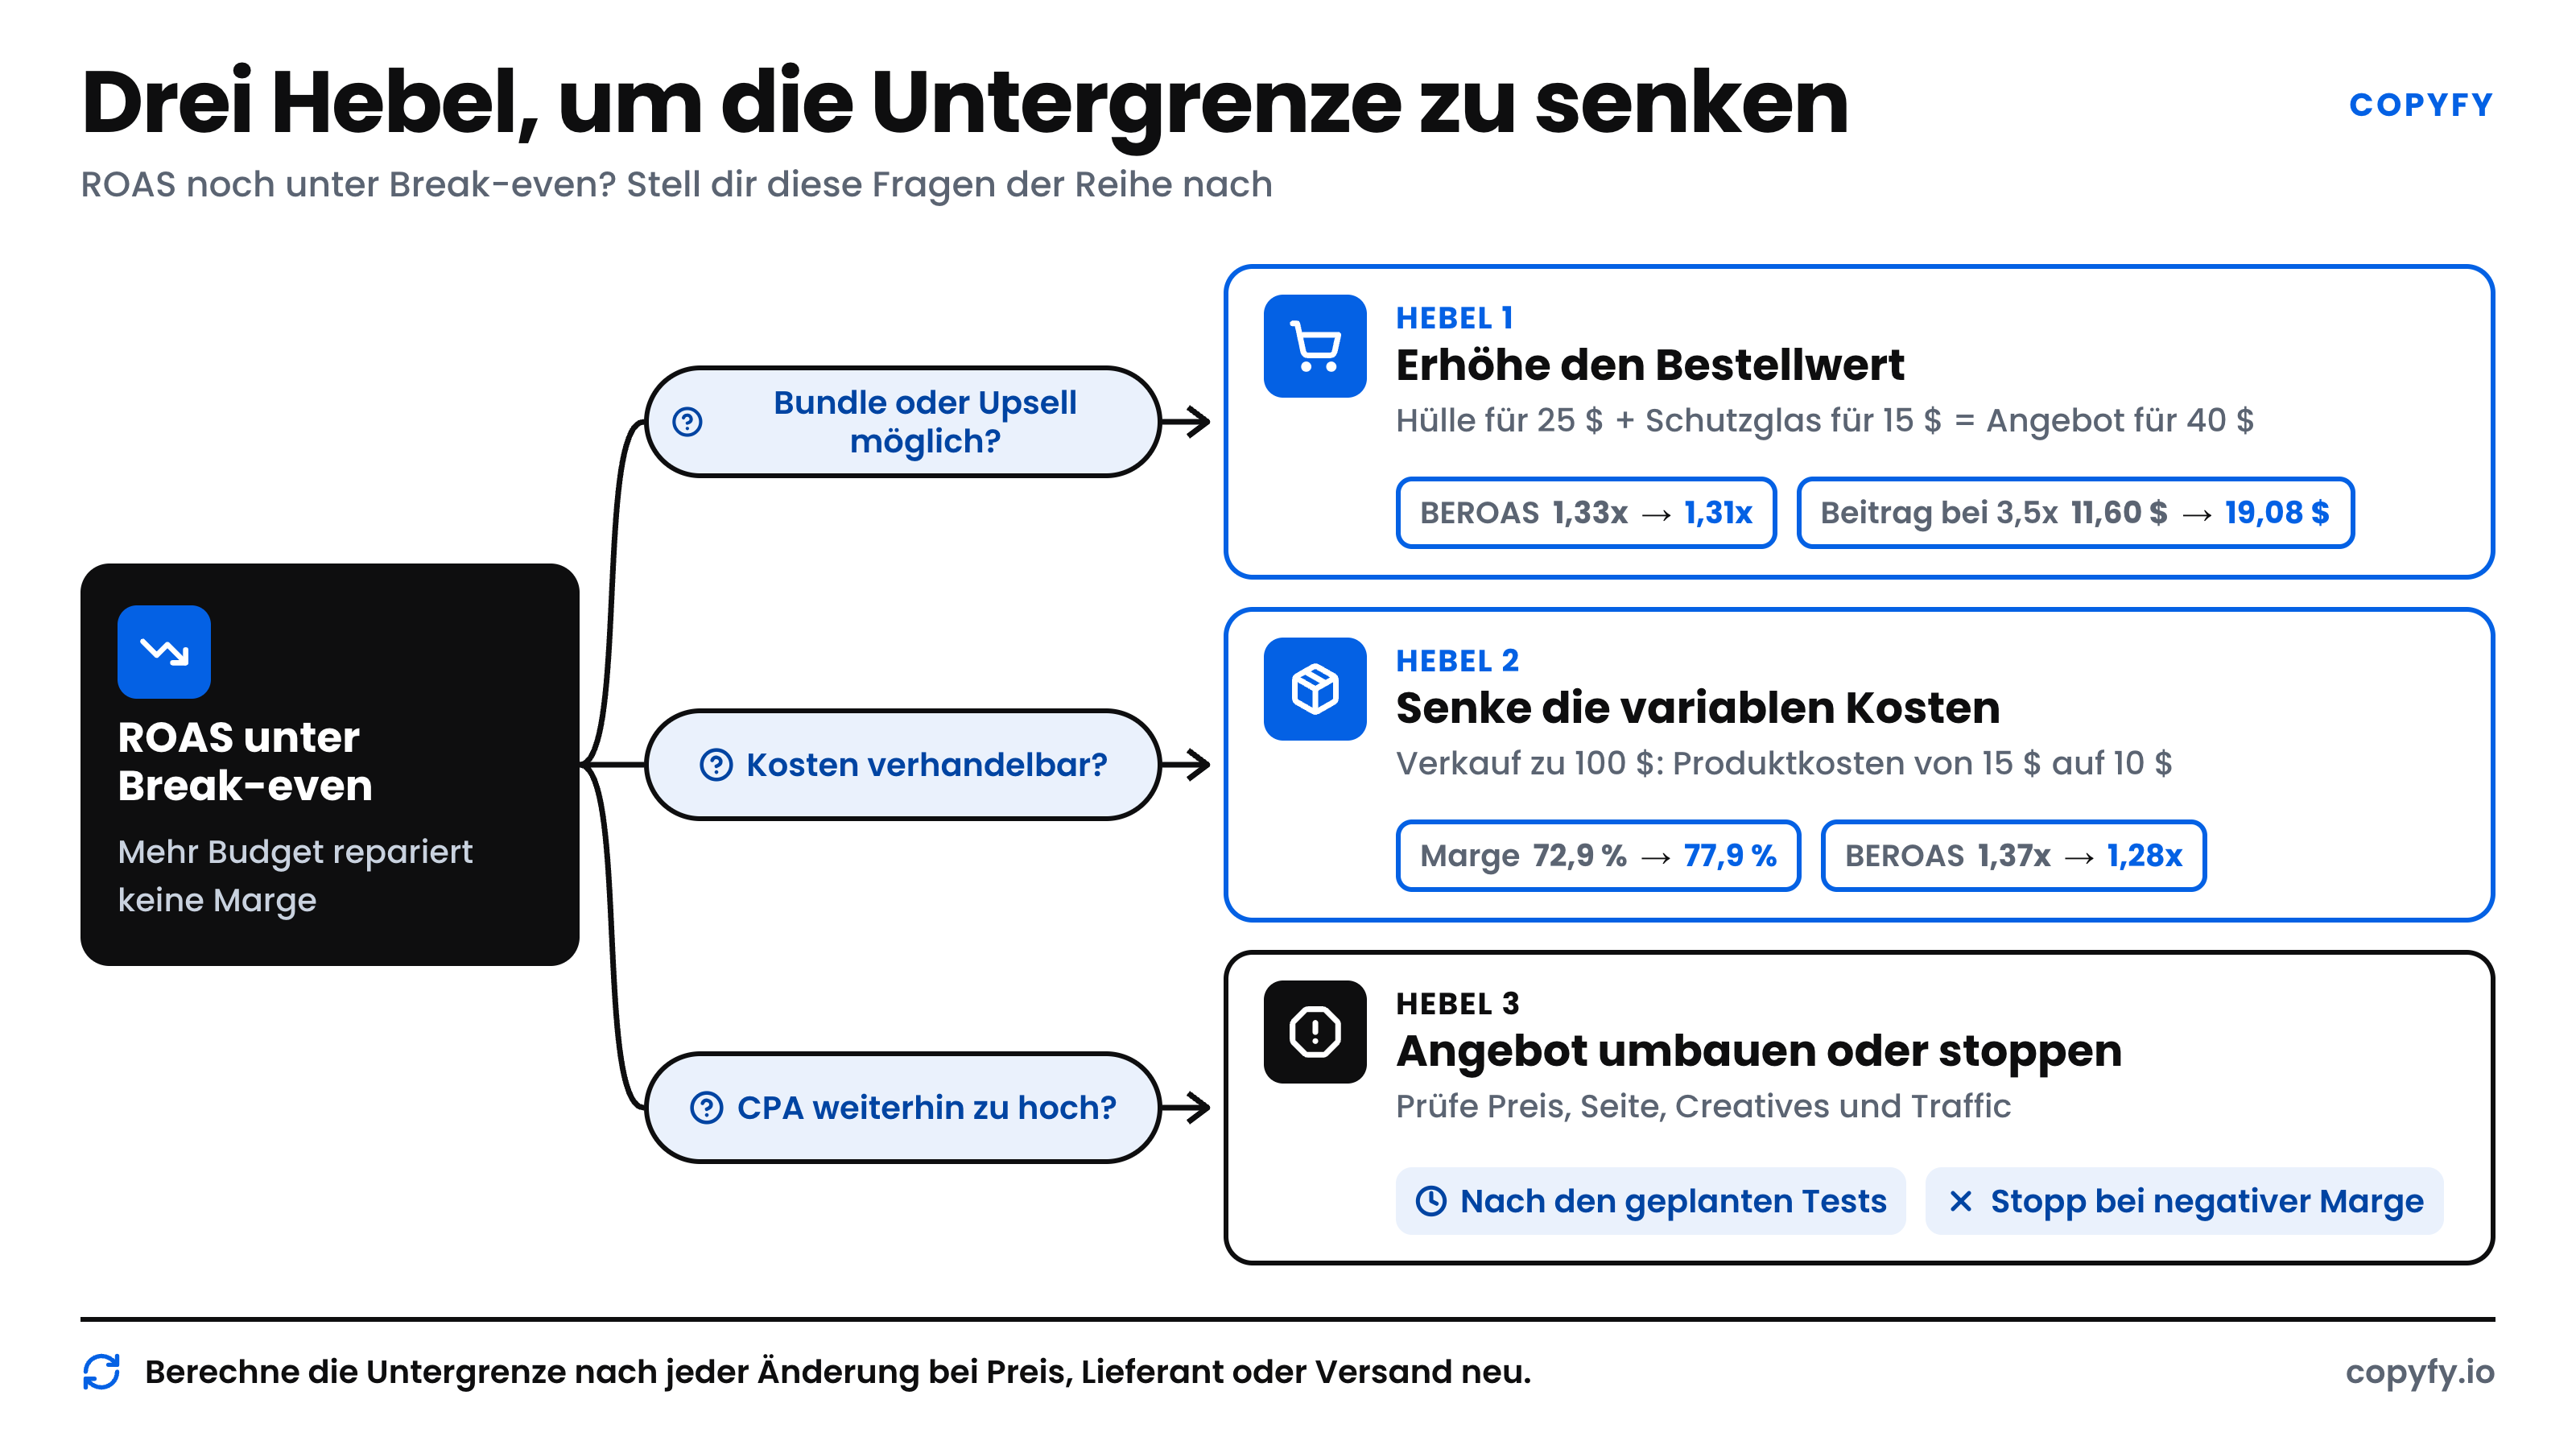 Drei Hebel, um die Untergrenze zu senken
COPYFY
ROAS noch unter Break-even? Stell dir diese Fragen der Reihe nach
ROAS unter
Break-even
Mehr Budget repariert
keine Marge
Bundle oder Upsell
möglich?
HEBEL 1
Erhöhe den Bestellwert
Hülle für 25 $ + Schutzglas für 15 $ = Angebot für 40 $
BEROAS 1,33x → 1,31x
Beitrag bei 3,5x 11,60 $ → 19,08 $
Kosten verhandelbar?
HEBEL 2
Senke die variablen Kosten
Verkauf zu 100 $: Produktkosten von 15 $ auf 10 $
Marge 72,9 % → 77,9 %
BEROAS 1,37x → 1,28x
CPA weiterhin zu hoch?
HEBEL 3
Angebot umbauen oder stoppen
Prüfe Preis, Seite, Creatives und Traffic
Nach den geplanten Tests
Stopp bei negativer Marge
Berechne die Untergrenze nach jeder Änderung bei Preis, Lieferant oder Versand neu.
copyfy.io